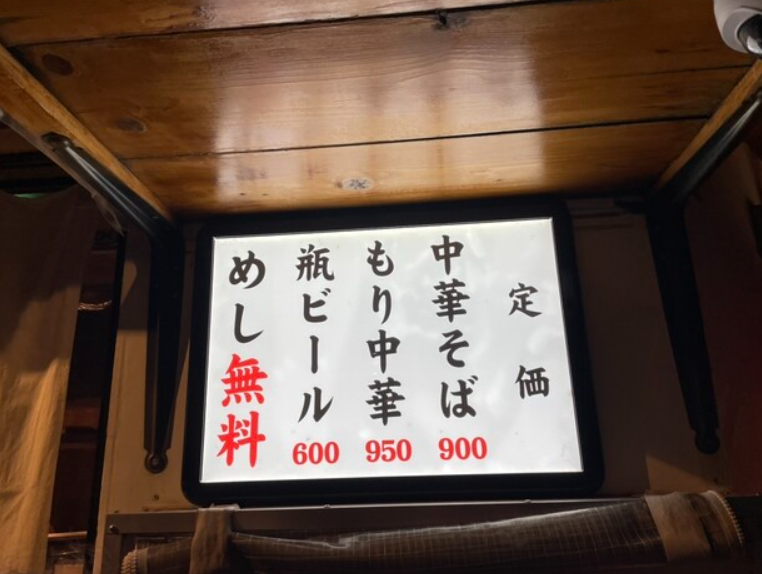 定価
中華そば 900
もり中華 950
瓶ビール 600
めし無料